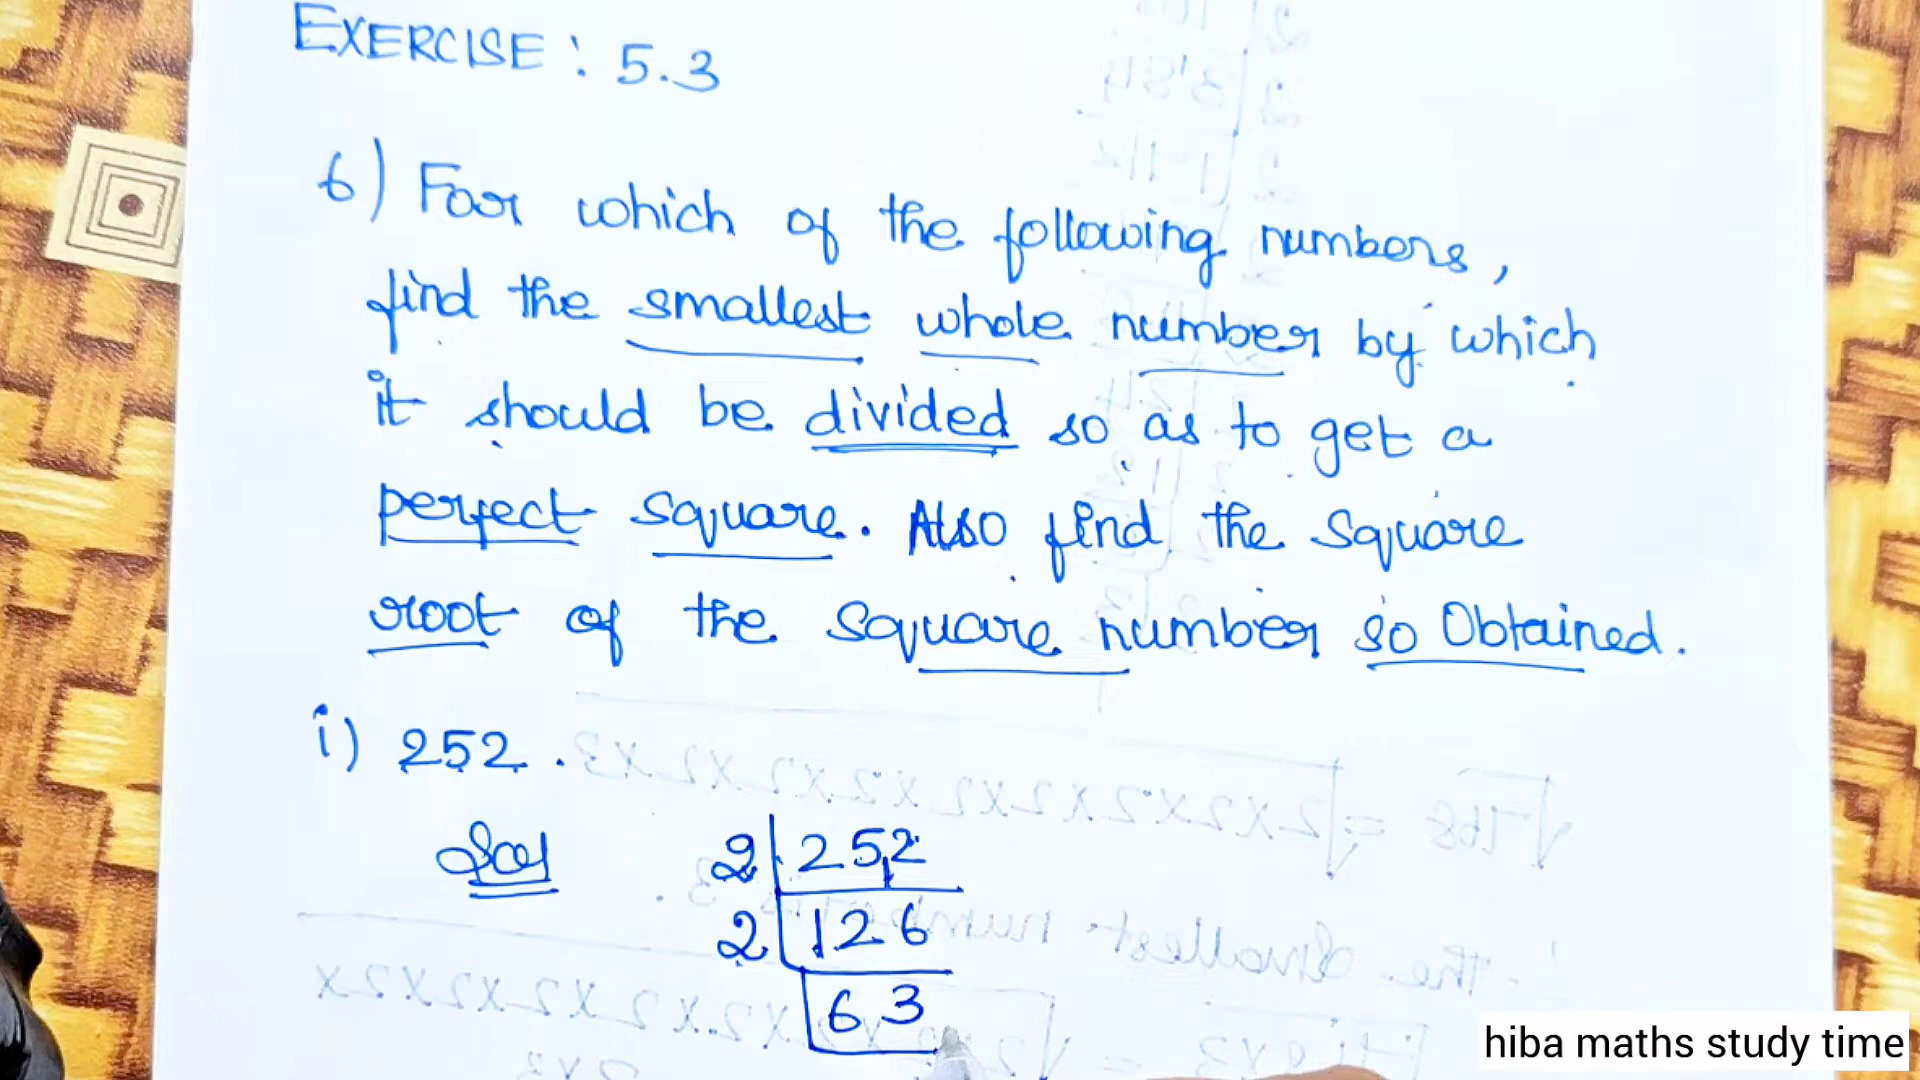 EXERCISE : 5.3
6) For which of the following numbers,
find the smallest whole number by which
it should be divided so as to get a
perfect square. Also find the square
root of the square number so obtained.
i) 252.
Sol
2 | 252
2 | 126
63
hiba maths study time